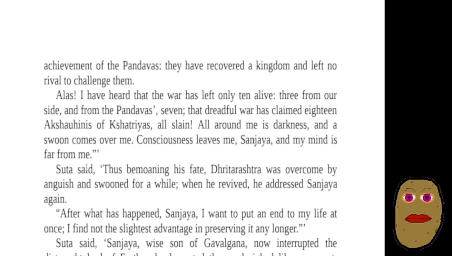 achievement of the Pandavas: they have recovered a kingdom and left no
rival to challenge them.
Alas! I have heard that the war has left only ten alive: three from our
side, and from the Pandavas’, seven; that dreadful war has claimed eighteen
Akshauhinis of Kshatriyas, all slain! All around me is darkness, and a
swoon comes over me. Consciousness leaves me, Sanjaya, and my mind is
far from me.”’
Suta said, ‘Thus bemoaning his fate, Dhritarashtra was overcome by
anguish and swooned for a while; when he revived, he addressed Sanjaya
again.
“After what has happened, Sanjaya, I want to put an end to my life at
once; I find not the slightest advantage in preserving it any longer.”’
Suta said, ‘Sanjaya, wise son of Gavalgana, now interrupted the